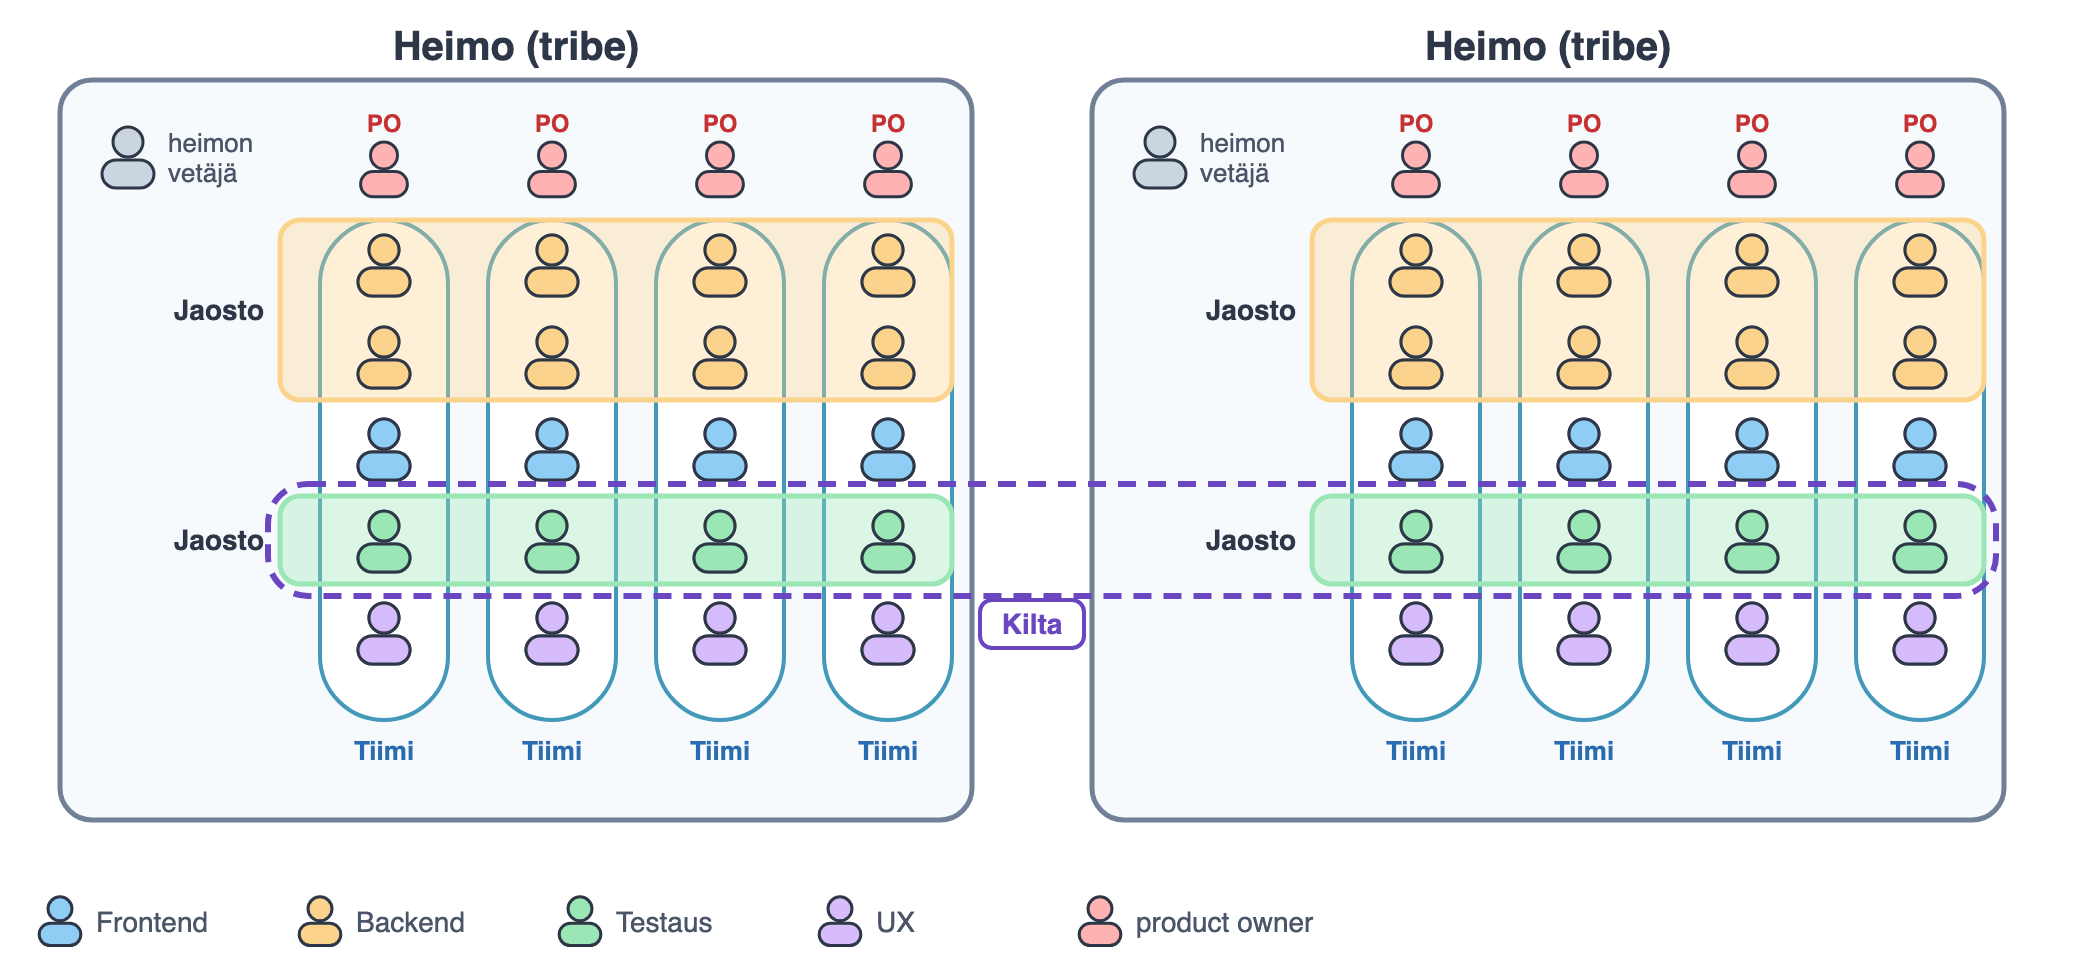 Heimo (tribe)
heimon
vetäjä
PO
PO
PO
PO
Jaosto
Jaosto
Tiimi
Tiimi
Tiimi
Tiimi
Kilta
Heimo (tribe)
heimon
vetäjä
PO
PO
PO
PO
Jaosto
Jaosto
Tiimi
Tiimi
Tiimi
Tiimi
Frontend
Backend
Testaus
UX
product owner